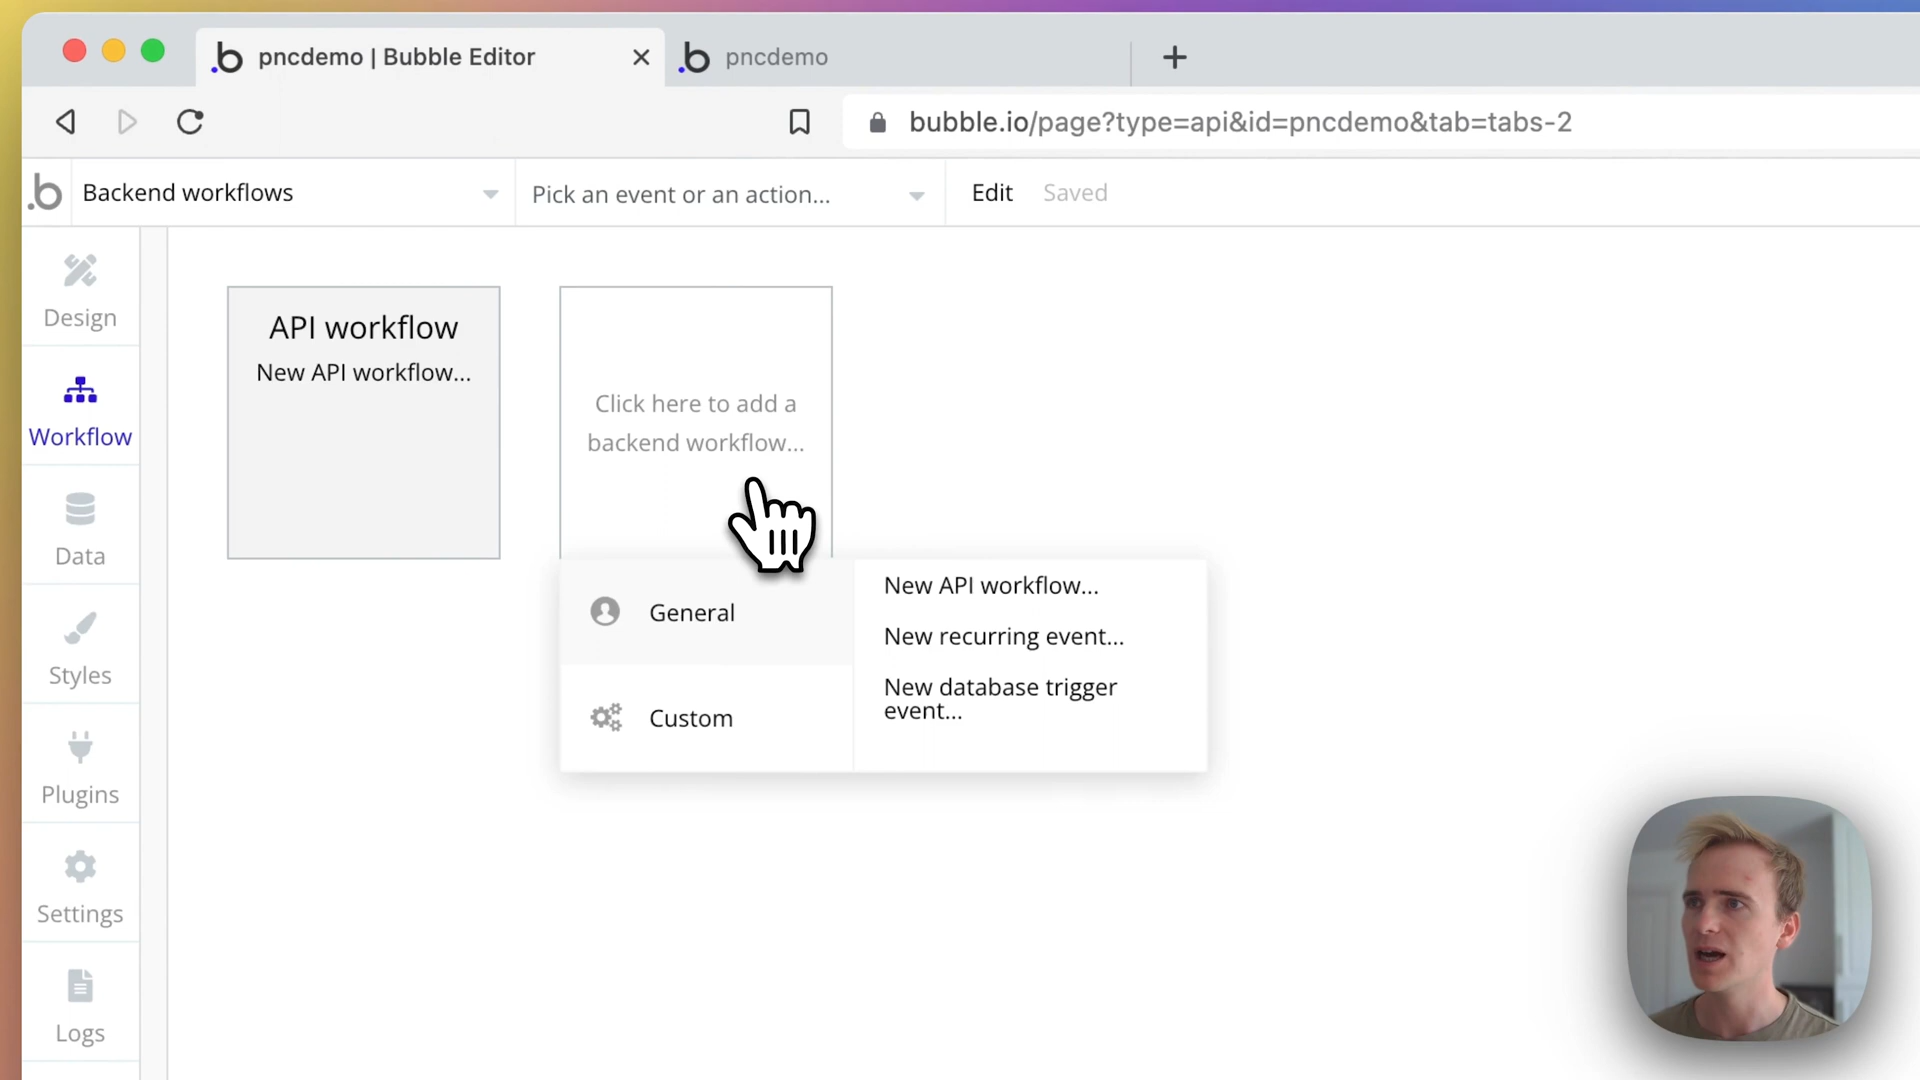 pncdemo | Bubble Editor
pncdemo
bubble.io/page?type=api&id=pncdemo&tab=tabs-2
Backend workflows
Pick an event or an action...
Edit
Saved
Design
Workflow
Data
Styles
Plugins
Settings
Logs
API workflow
New API workflow...
Click here to add a
backend workflow...
General
Custom
New API workflow...
New recurring event...
New database trigger
event...